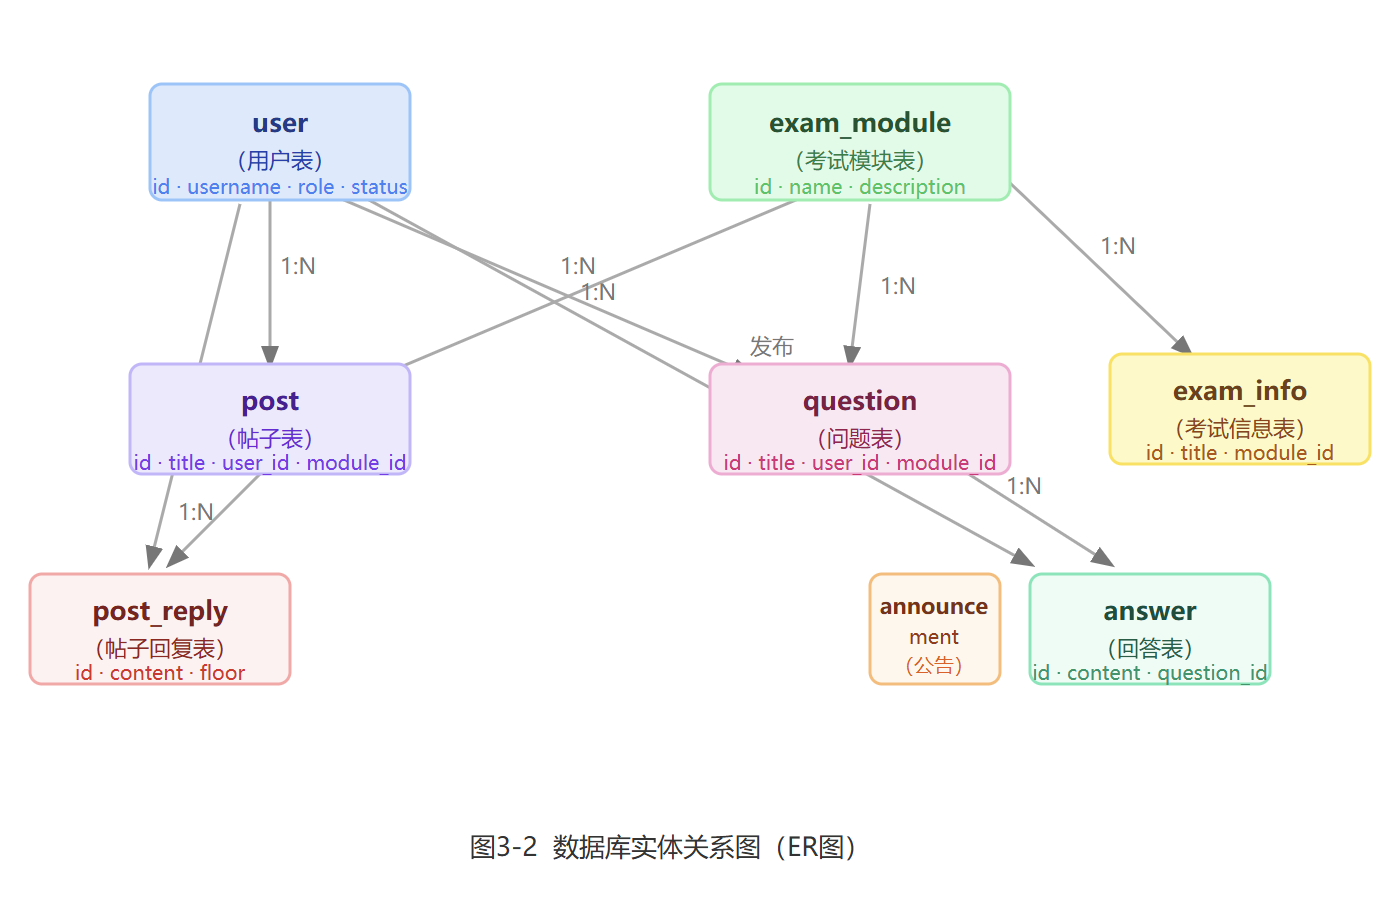 user
（用户表）
id · username · role · status
exam_module
（考试模块表）
id · name · description
1:N
1:N
1:N
1:N
1:N
发布
post
（帖子表）
id · title · user_id · module_id
question
（问题表）
id · title · user_id · module_id
exam_info
（考试信息表）
id · title · module_id
1:N
1:N
post_reply
（帖子回复表）
id · content · floor
announce
ment
（公告）
answer
（回答表）
id · content · question_id
图3-2 数据库实体关系图（ER图）